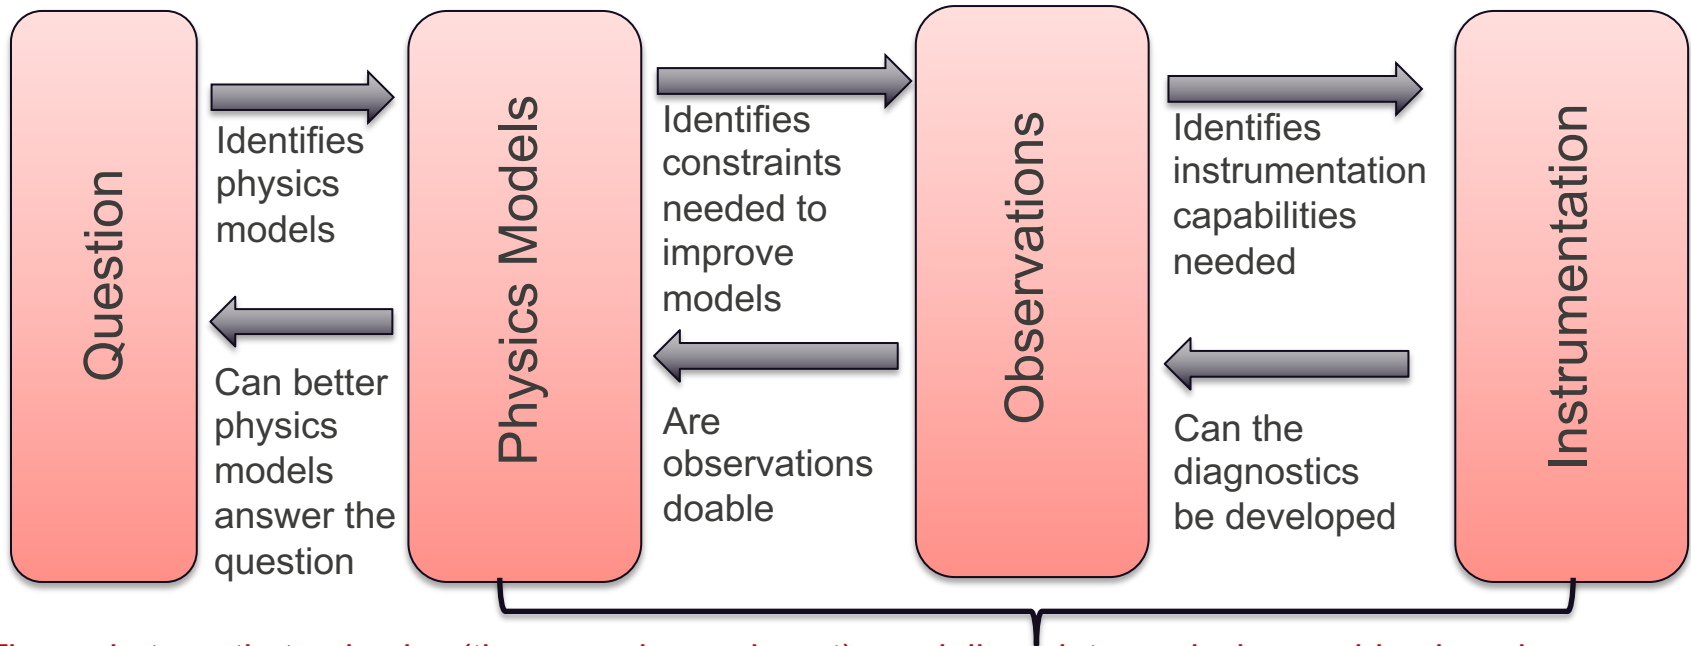 Question
Identifies
physics
models
Can better
physics
models
answer the
question
Physics Models
Identifies
constraints
needed to
improve
models
Are
observations
doable
Observations
Identifies
instrumentation
capabilities
needed
Can the
diagnostics
be developed
Instrumentation